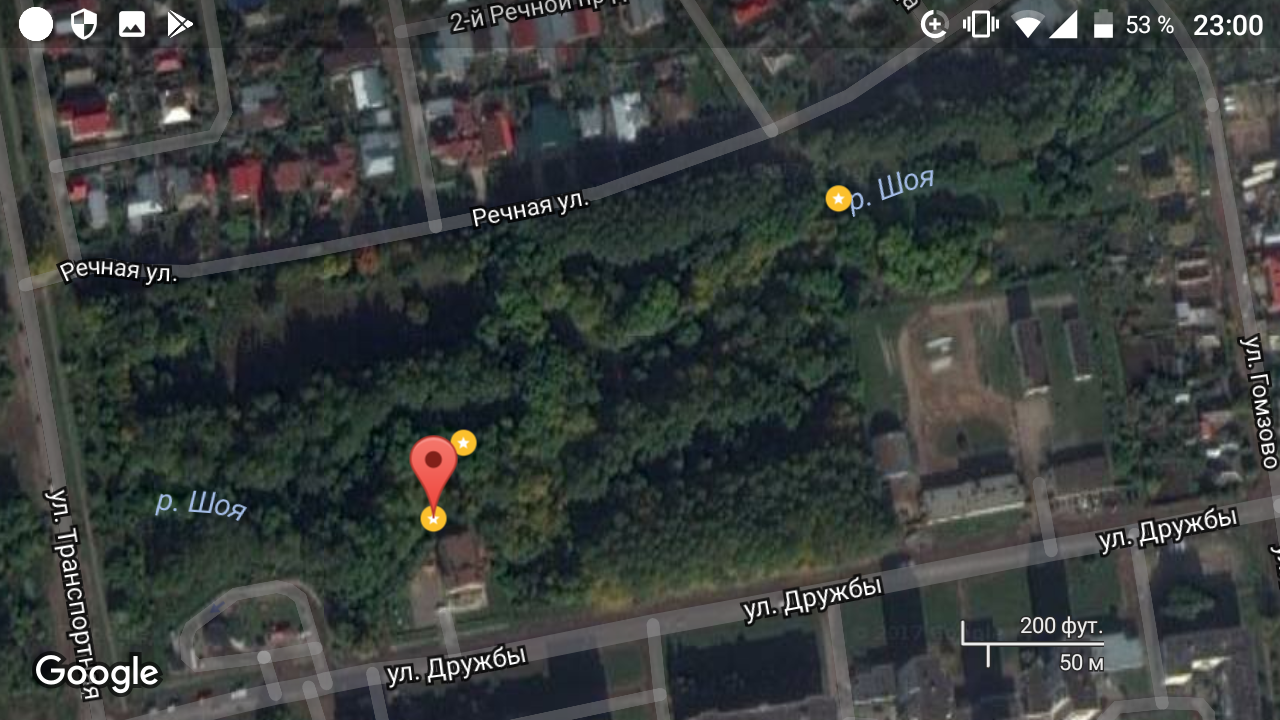 2-й Речной пр-д
53 % 23:00
р. Шоя
Речная ул.
Речная ул.
ул. Гомзово
р. Шоя
ул. Транспортная
ул. Дружбы
ул. Дружбы
ул. Дружбы
200 фут.
50 м
Google